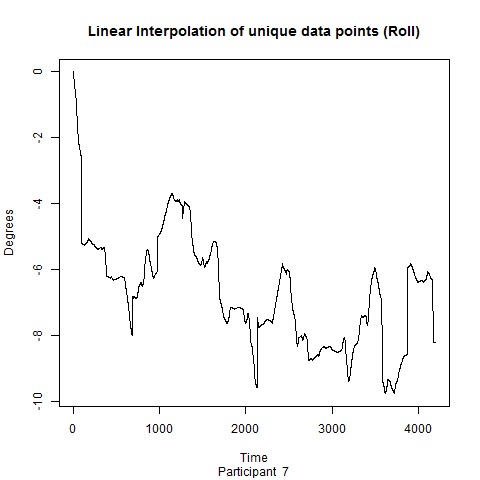 Linear Interpolation of unique data points (Roll)
0
-2
-4
-6
-8
-10
Degrees
0 1000 2000 3000 4000
Time
Participant 7